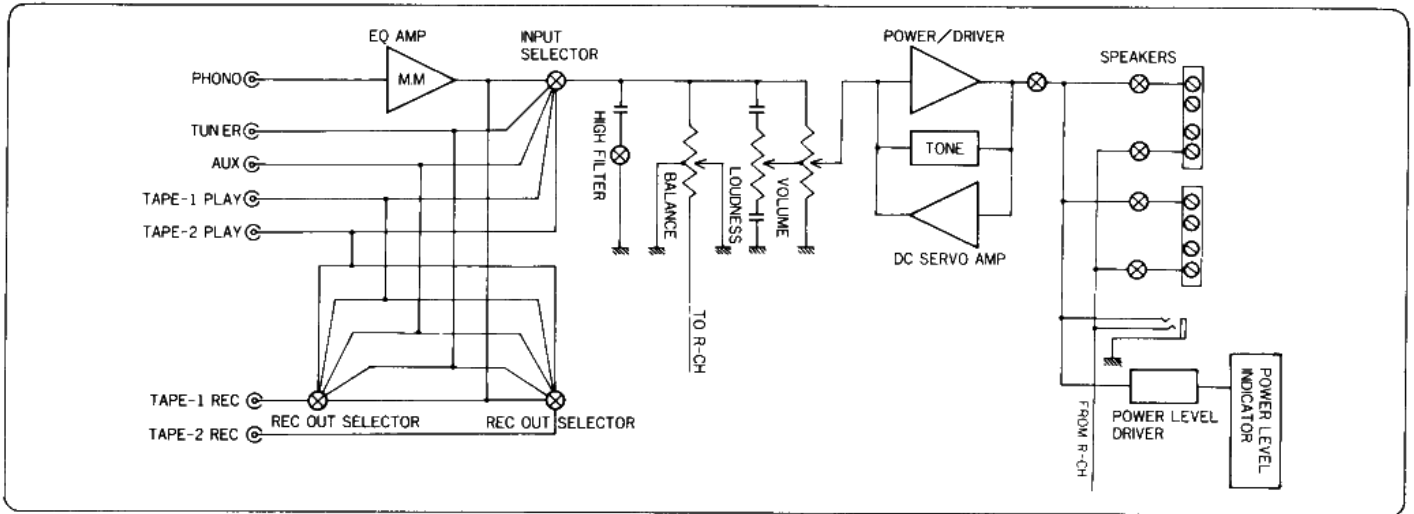 EQ AMP
INPUT
SELECTOR
POWER/DRIVER
SPEAKERS
PHONO
M.M
TUNER
AUX
TAPE-1 PLAY
TAPE-2 PLAY
HIGH FILTER
BALANCE
LOUDNESS
VOLUME
TONE
DC SERVO AMP
TO R-CH
TAPE-1 REC
REC OUT SELECTOR
REC OUT SELECTOR
TAPE-2 REC
FROM R-CH
POWER LEVEL
DRIVER
POWER LEVEL
INDICATOR